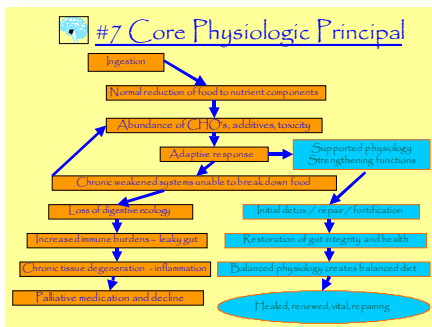 #7 Core Physiologic Principal
Ingestion
Normal reduction of food to nutrient components
Abundance of CHO's, additives, toxicity
Adaptive response
Supported physiology
Strengthening functions
Chronic weakened systems unable to break down food
Loss of digestive ecology
Initial detox / repair / fortification
Increased immune burdens – leaky gut
Restoration of gut integrity and health
Chronic tissue degeneration - inflammation
Balanced physiology creates balanced diet
Palliative medication and decline
Healed, renewed, vital, repairing